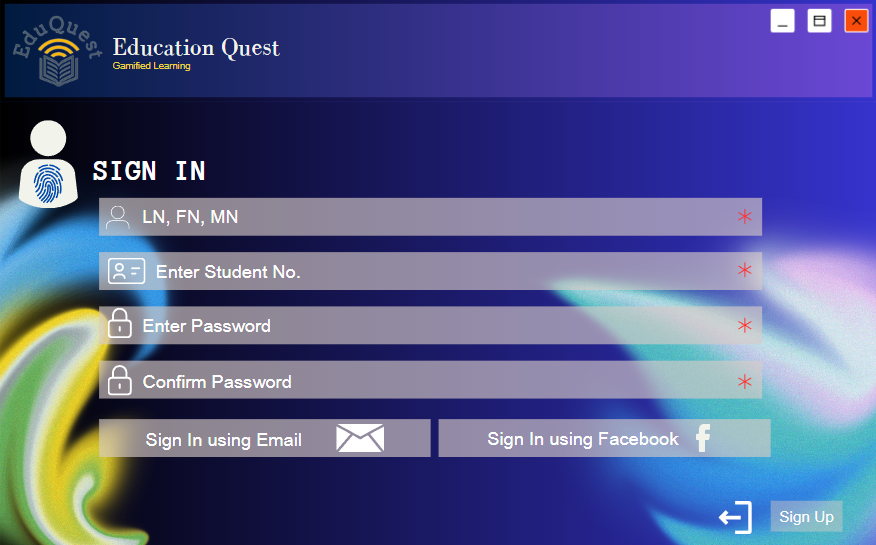 EduQuest
Education Quest
Gamified Learning
SIGN IN
LN, FN, MN *
Enter Student No. *
Enter Password *
Confirm Password *
Sign In using Email
Sign In using Facebook f
Sign Up